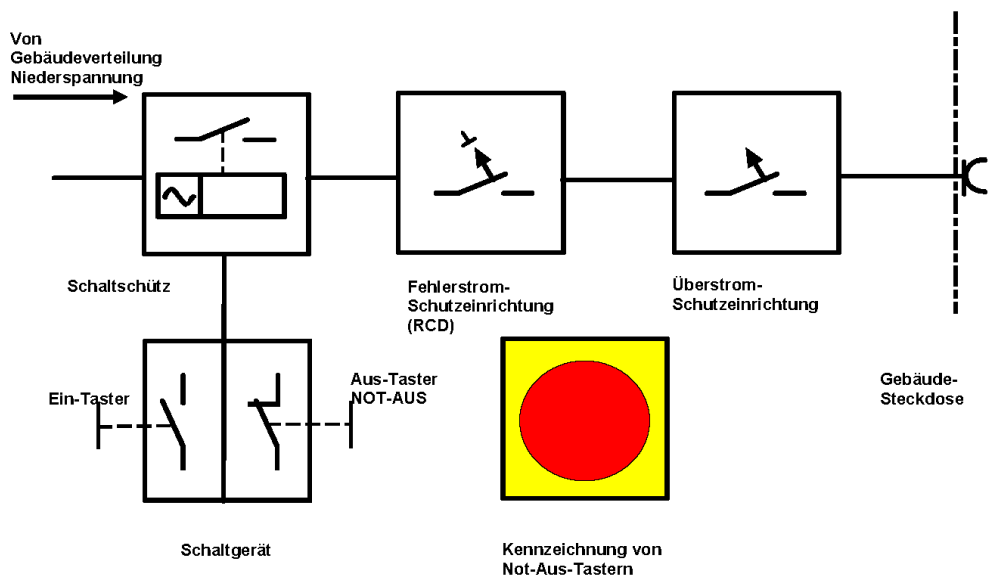 Von
Gebäudeverteilung
Niederspannung
Schaltschütz
Fehlerstrom-
Schutzeinrichtung
(RCD)
Überstrom-
Schutzeinrichtung
Ein-Taster
Aus-Taster
NOT-AUS
Gebäude-
Steckdose
Schaltgerät
Kennzeichnung von
Not-Aus-Tastern